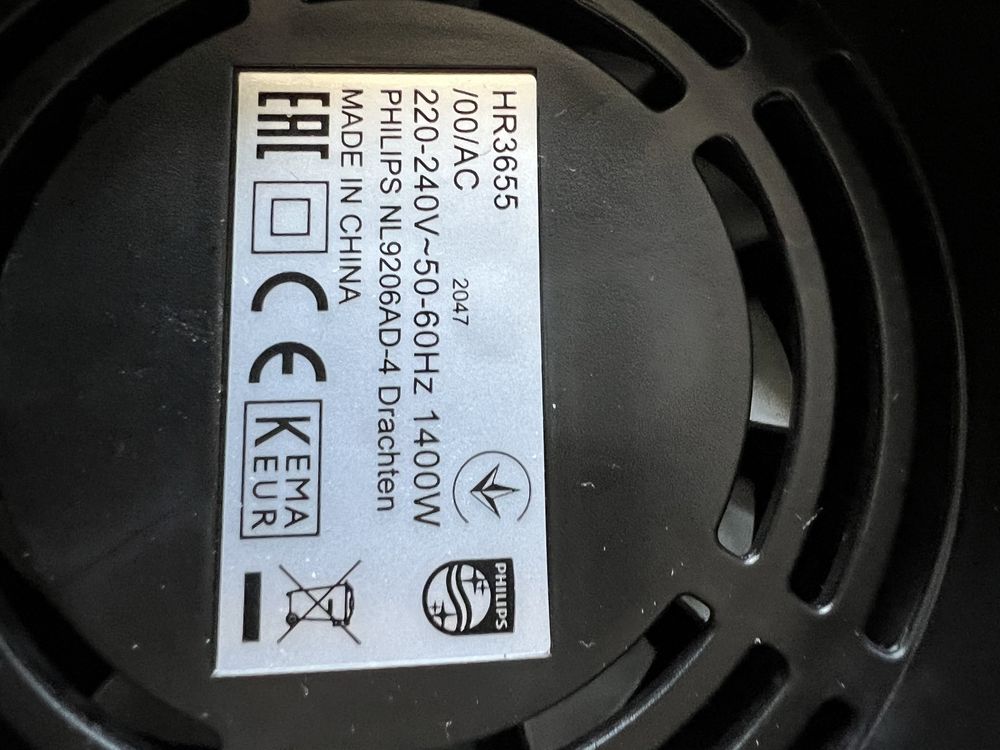 HR3655
/00/AC
2047
220-240V~50-60Hz 1400W
PHILIPS NL9206AD-4 Drachten
MADE IN CHINA
PHILIPS
EAC
CE
KEMA
KEUR